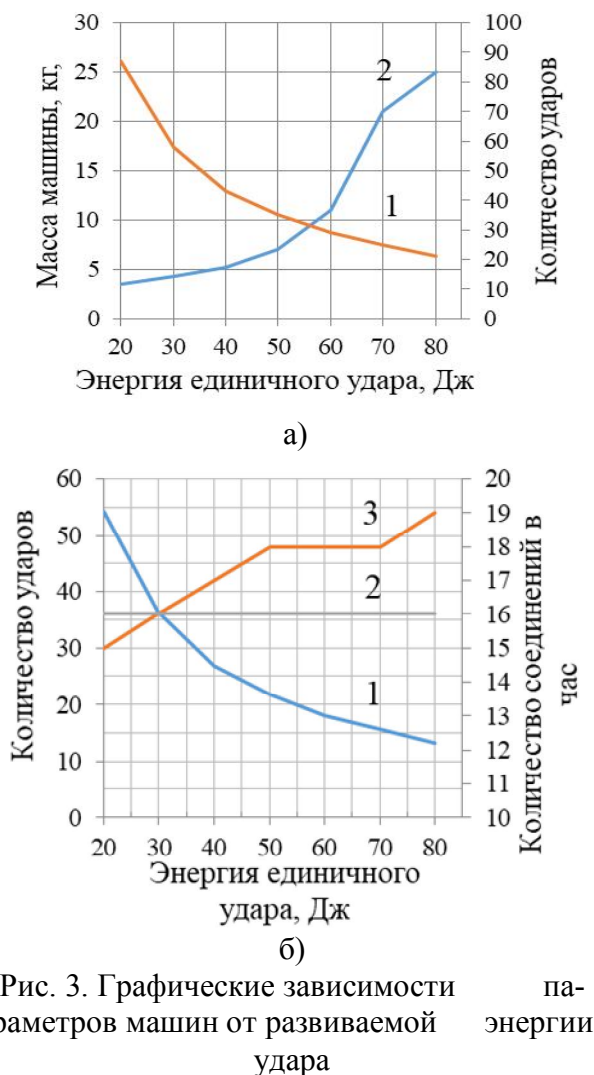 30
25
20
15
10
5
0
Масса машины, кг,
100
90
80
70
60
50
40
30
20
10
0
Количество ударов
2
1
20 30 40 50 60 70 80
Энергия единичного удара, Дж
а)
60
50
40
30
20
10
0
Количество ударов
20
19
18
17
16
15
14
13
12
11
10
Количество соединений в
час
3
2
1
20 30 40 50 60 70 80
Энергия единичного
удара, Дж
б)
Рис. 3. Графические зависимости па-
раметров машин от развиваемой энергии
удара